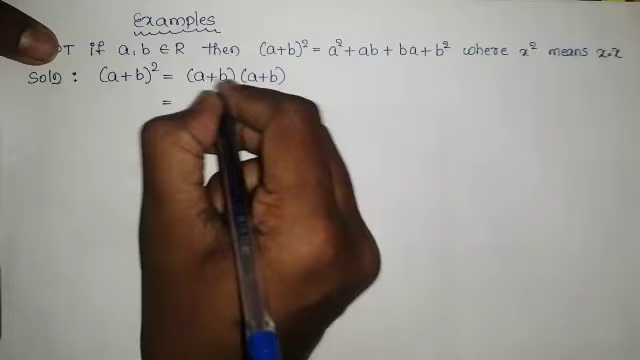 Examples
T if a, b ∈ R then (a+b)² = a² + ab + ba + b² where x² means x.x
Soln : (a+b)² = (a+b) (a+b)
=